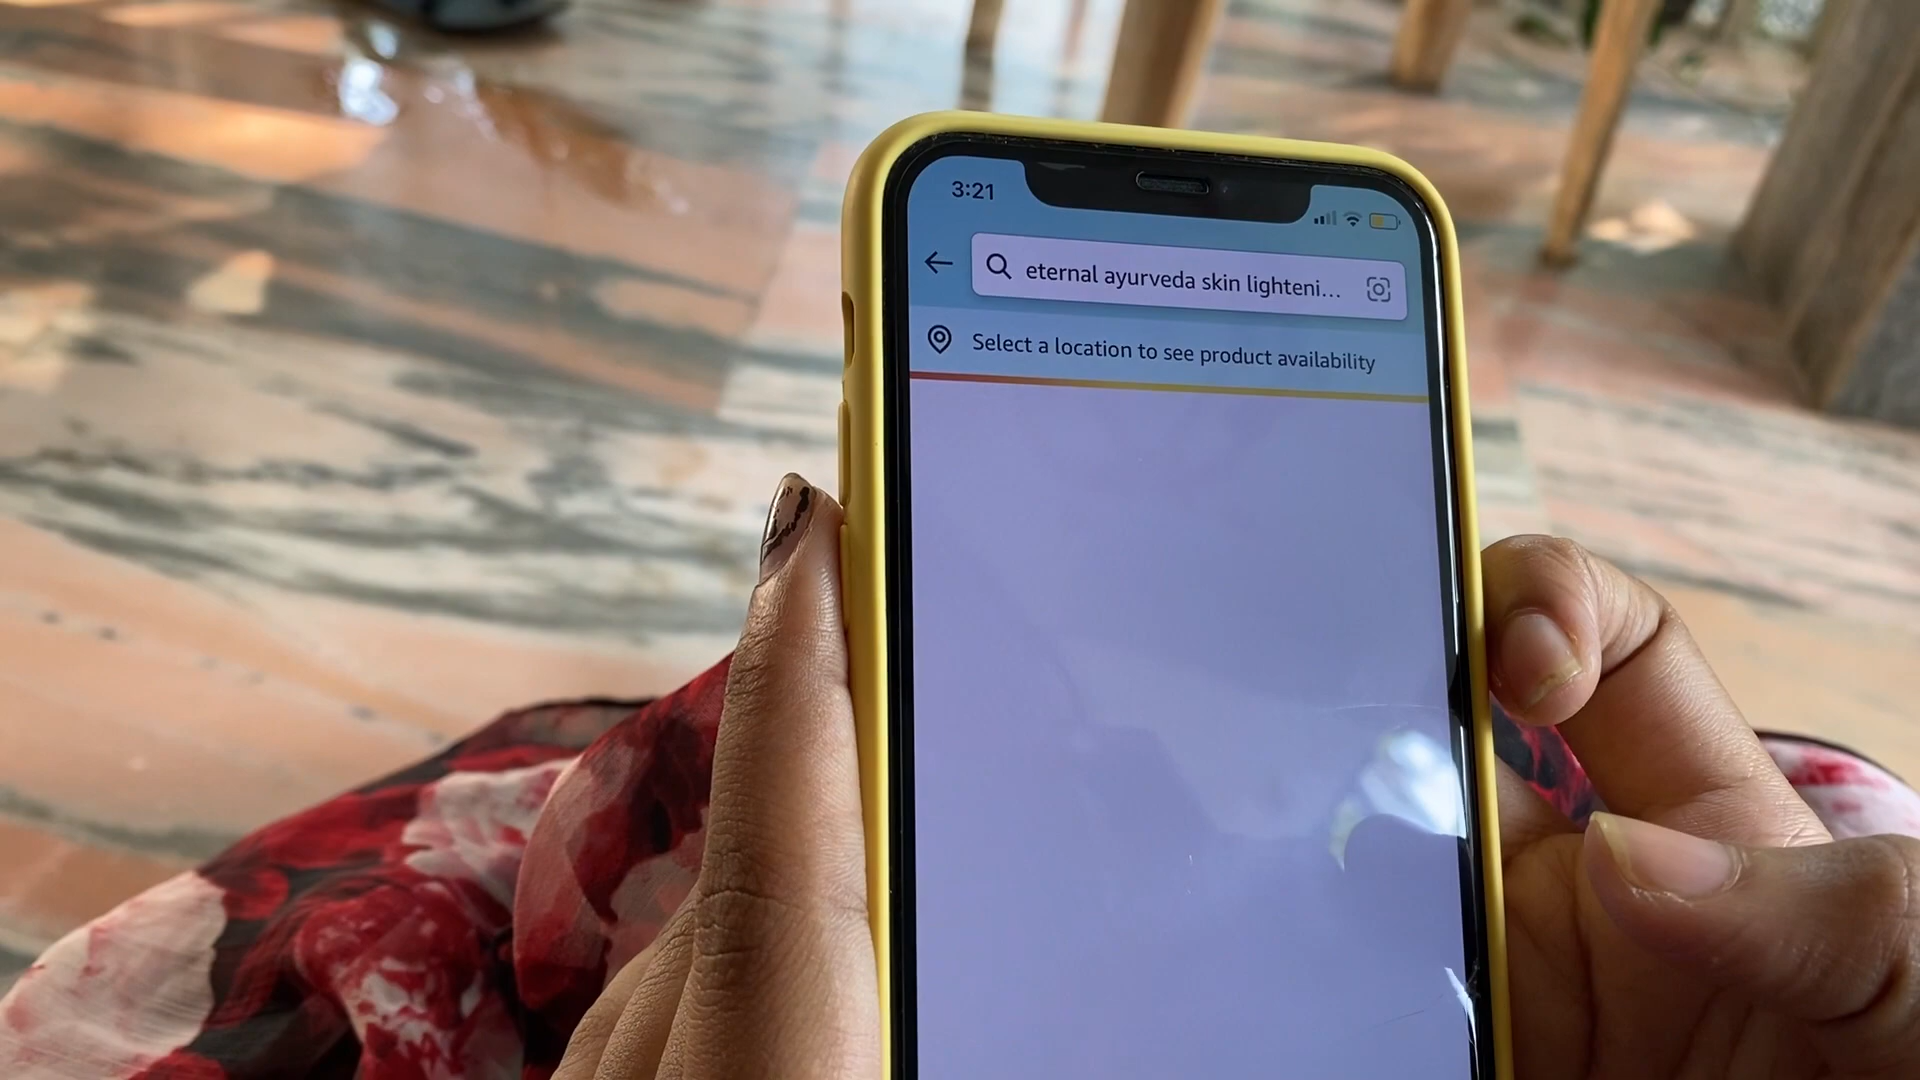 3:21
eternal ayurveda skin lighteni...
Select a location to see product availability